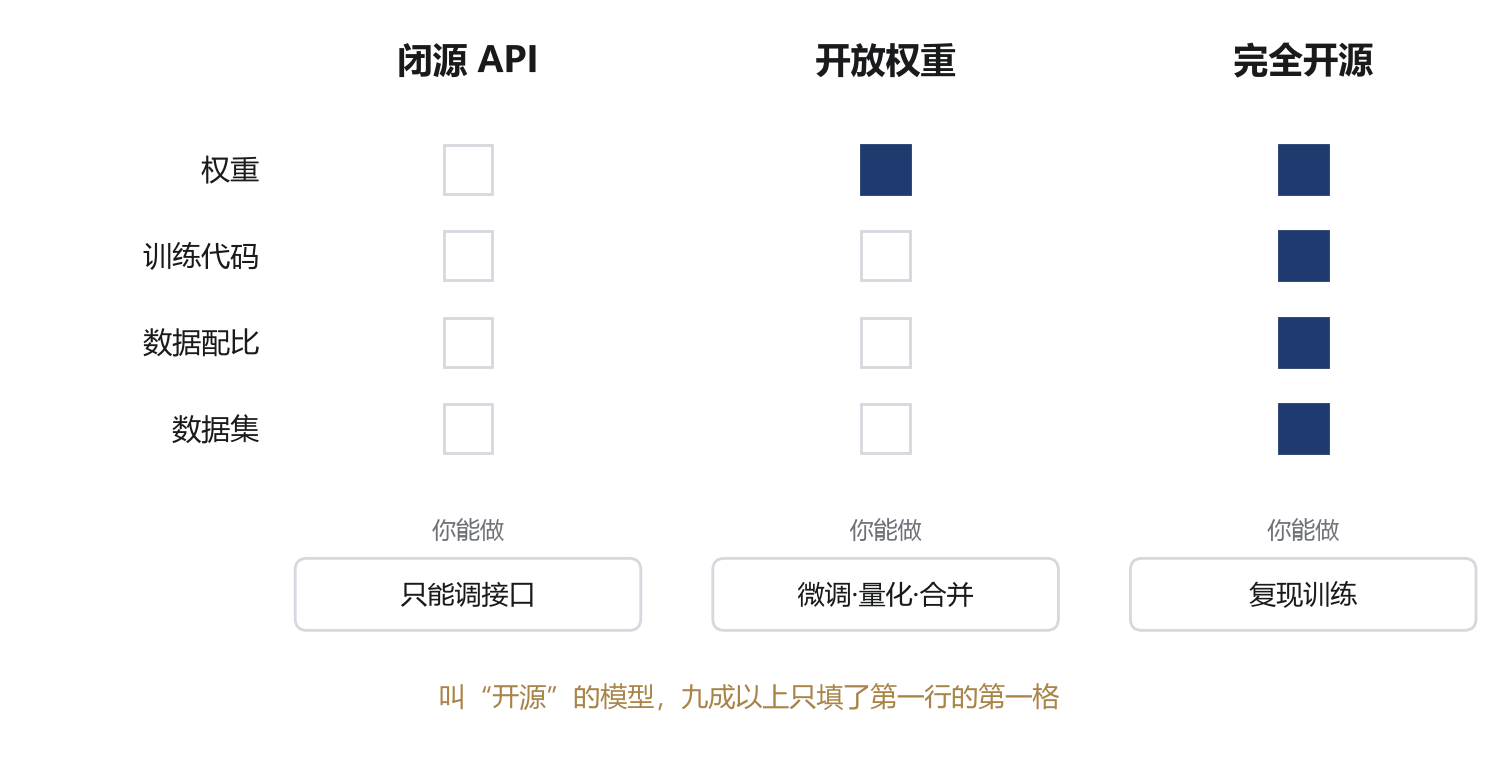 闭源 API 开放权重 完全开源
权重
训练代码
数据配比
数据集
你能做 你能做 你能做
只能调接口 微调·量化·合并 复现训练
叫“开源”的模型，九成以上只填了第一行的第一格